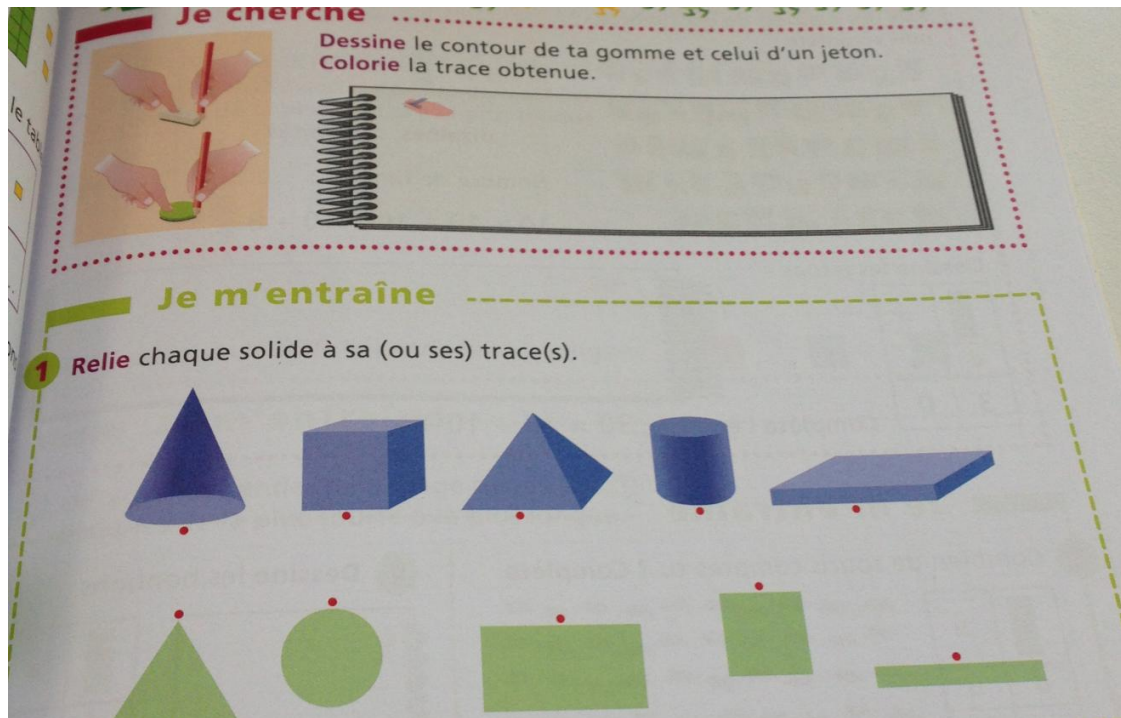 Je cherche
Dessine le contour de ta gomme et celui d'un jeton.
Colorie la trace obtenue.
le
Je m'entraîne
1 Relie chaque solide à sa (ou ses) trace(s).